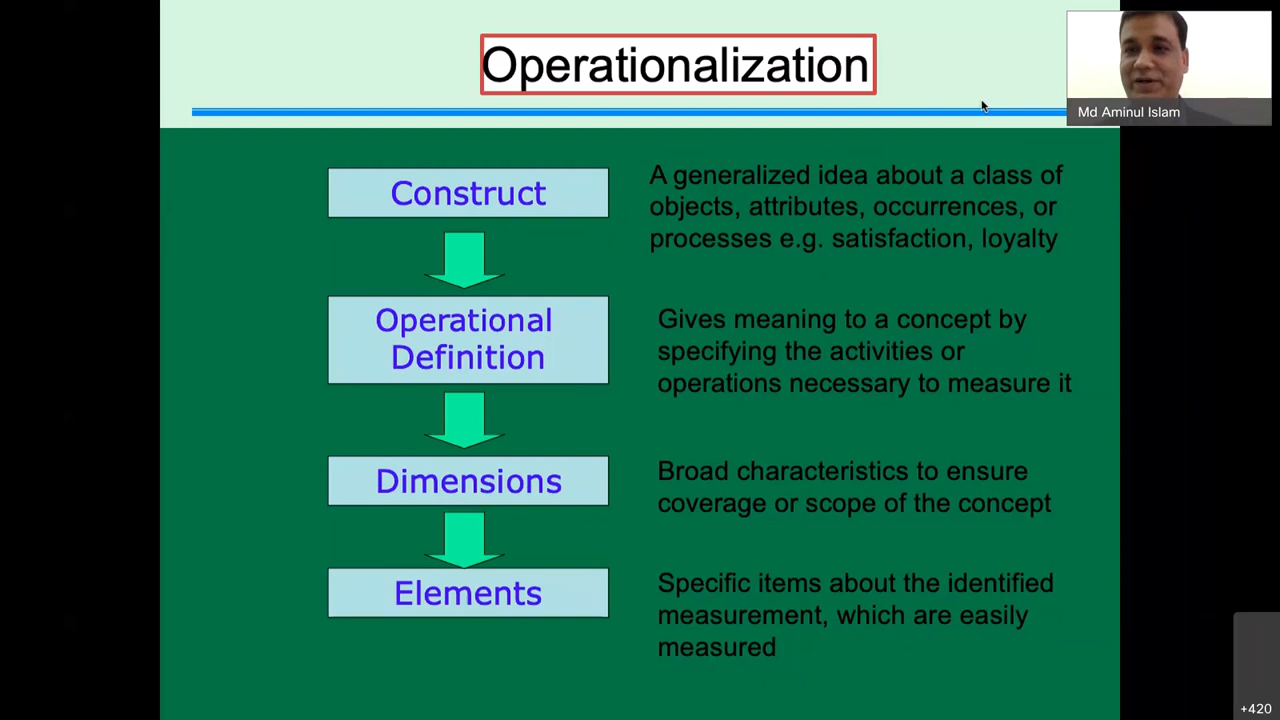 Operationalization
Md Aminul Islam
Construct
A generalized idea about a class of
objects, attributes, occurrences, or
processes e.g. satisfaction, loyalty
Operational
Definition
Gives meaning to a concept by
specifying the activities or
operations necessary to measure it
Dimensions
Broad characteristics to ensure
coverage or scope of the concept
Elements
Specific items about the identified
measurement, which are easily
measured
+420